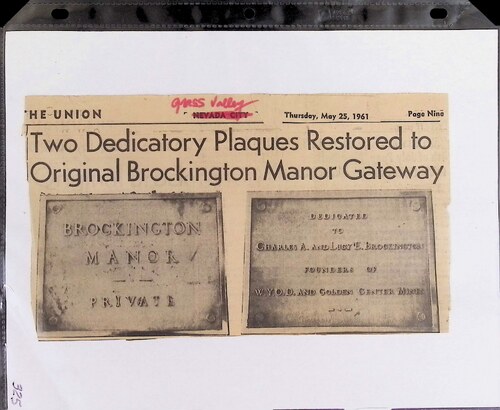 Grass Valley
THE UNION NEVADA CITY Thursday, May 25, 1961 Page Nine
Two Dedicatory Plaques Restored to
Original Brockington Manor Gateway
BROCKINGTON
MANOR
PRIVATE
DEDICATED
TO
CHARLES A. AND LUCY E. BROCKINGTON
FOUNDERS OF
W.Y.O.D. AND GOLDEN CENTER MINES
325